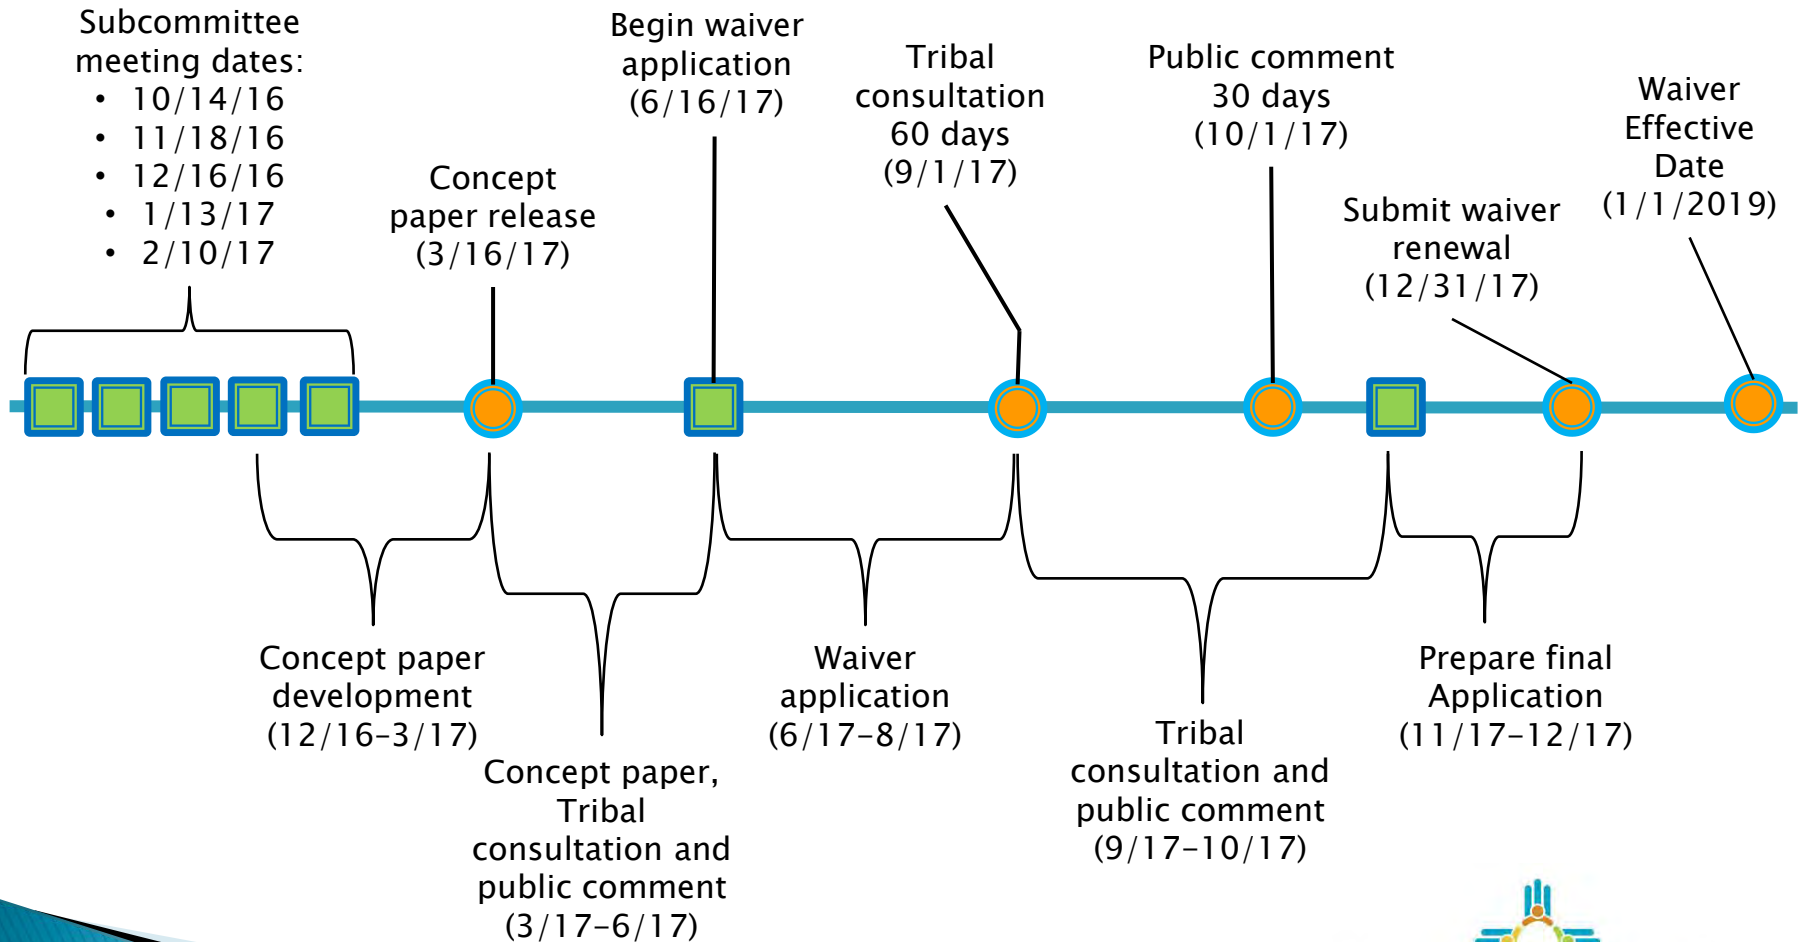 Subcommittee
meeting dates:
• 10/14/16
• 11/18/16
• 12/16/16
• 1/13/17
• 2/10/17
Concept
paper release
(3/16/17)
Begin waiver
application
(6/16/17)
Tribal
consultation
60 days
(9/1/17)
Public comment
30 days
(10/1/17)
Submit waiver
renewal
(12/31/17)
Waiver
Effective
Date
(1/1/2019)
Concept paper
development
(12/16-3/17)
Concept paper,
Tribal
consultation and
public comment
(3/17-6/17)
Waiver
application
(6/17-8/17)
Tribal
consultation and
public comment
(9/17-10/17)
Prepare final
Application
(11/17-12/17)